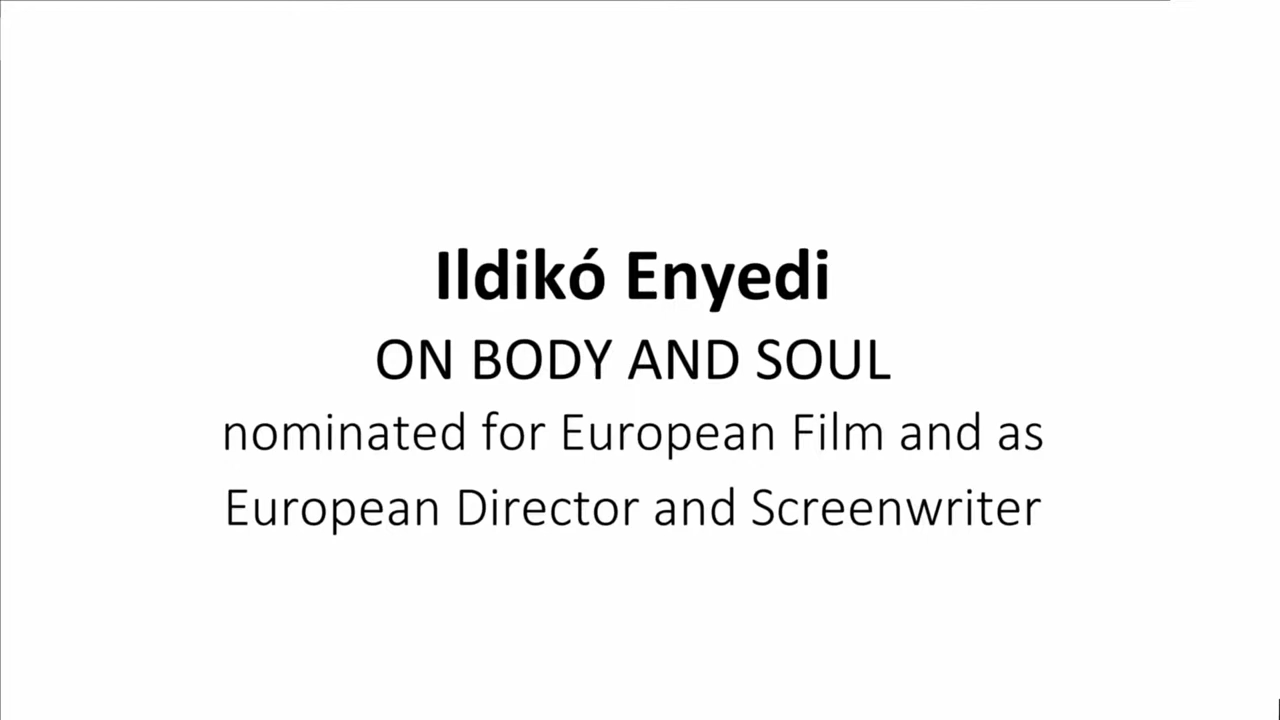 Ildikó Enyedi
ON BODY AND SOUL
nominated for European Film and as
European Director and Screenwriter